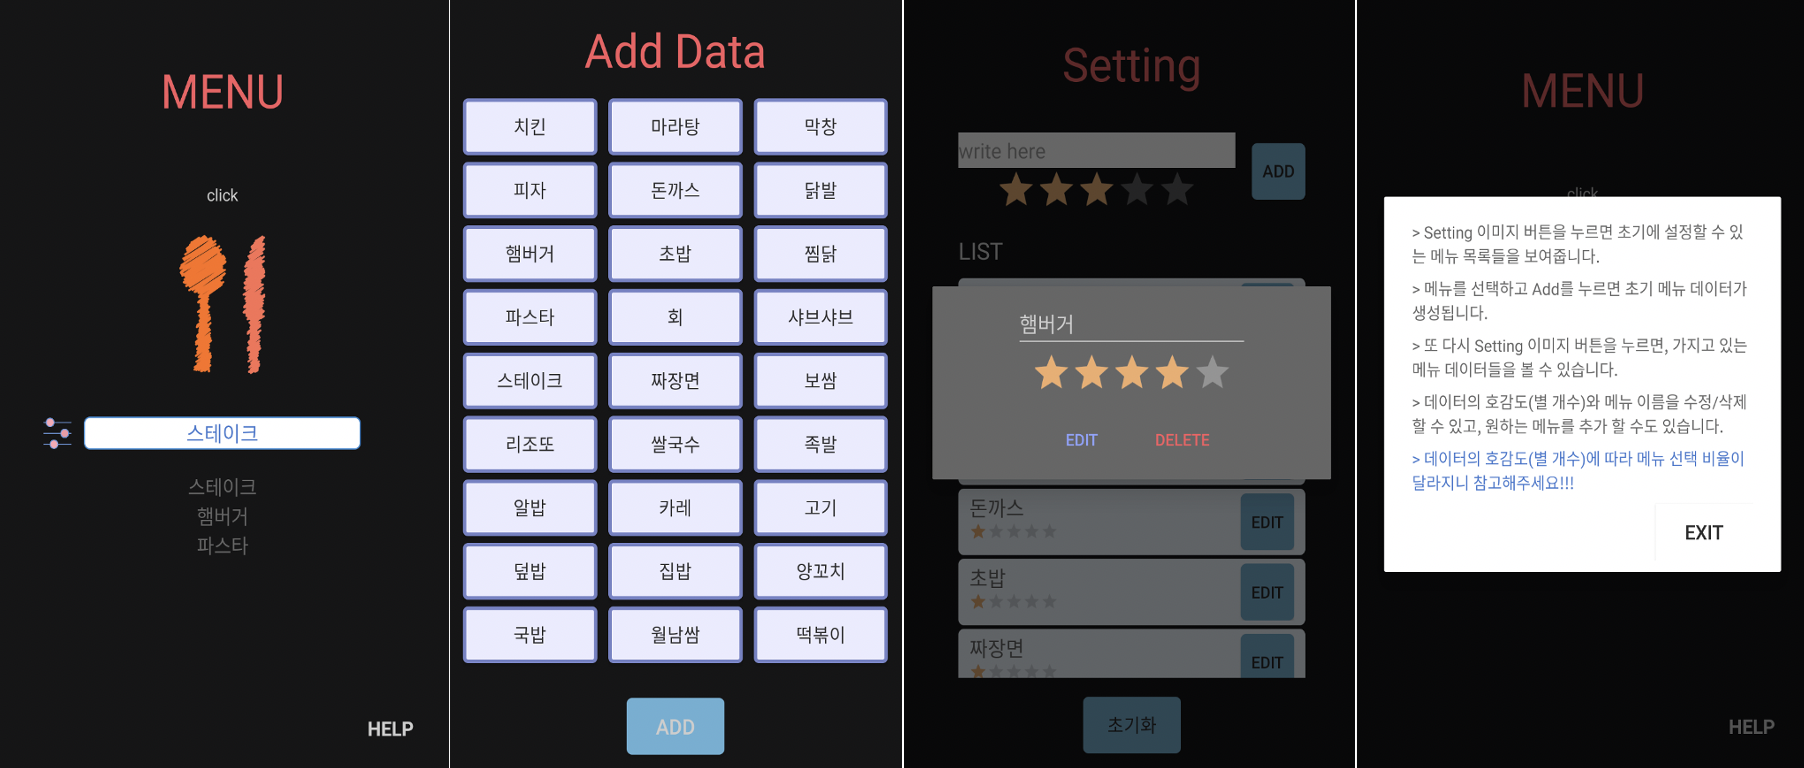 MENU
click
스테이크
스테이크
햄버거
파스타
HELP
Add Data
치킨
마라탕
막창
피자
돈까스
닭발
햄버거
초밥
찜닭
파스타
회
샤브샤브
스테이크
짜장면
보쌈
리조또
쌀국수
족발
알밥
카레
고기
덮밥
집밥
양꼬치
국밥
월남쌈
떡볶이
ADD
Setting
write here
ADD
LIST
햄버거
EDIT
DELETE
돈까스
EDIT
초밥
EDIT
짜장면
EDIT
초기화
MENU
click
> Setting 이미지 버튼을 누르면 초기에 설정할 수 있
는 메뉴 목록들을 보여줍니다.
> 메뉴를 선택하고 Add를 누르면 초기 메뉴 데이터가
생성됩니다.
> 또 다시 Setting 이미지 버튼을 누르면, 가지고 있는
메뉴 데이터들을 볼 수 있습니다.
> 데이터의 호감도(별 개수)와 메뉴 이름을 수정/삭제
할 수 있고, 원하는 메뉴를 추가 할 수도 있습니다.
> 데이터의 호감도(별 개수)에 따라 메뉴 선택 비율이
달라지니 참고해주세요!!!
EXIT
HELP